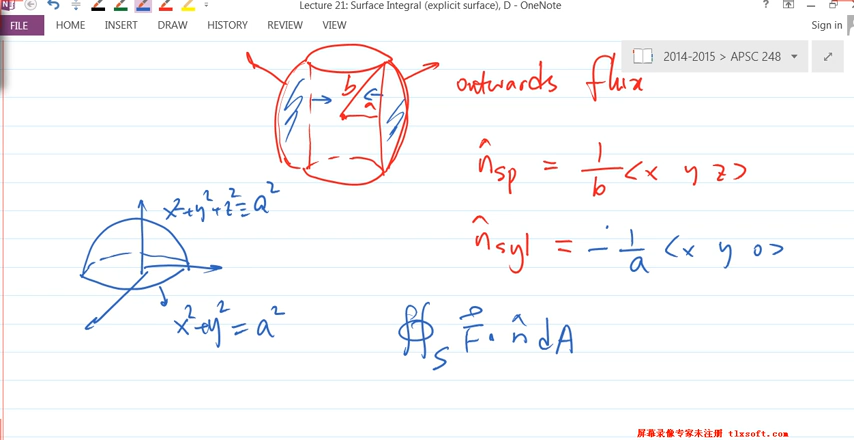 Lecture 21: Surface Integral (explicit surface), D - OneNote
FILE HOME INSERT DRAW HISTORY REVIEW VIEW
Sign in
2014-2015 > APSC 248
b
a
outwards flux
n̂sp = 1/b <x y z>
x²+y²+z²=a²
n̂syl = - 1/a <x y 0>
x²+y²=a²
∯S F⃗ · n̂ dA
屏幕录像专家未注册 tlxsoft.com